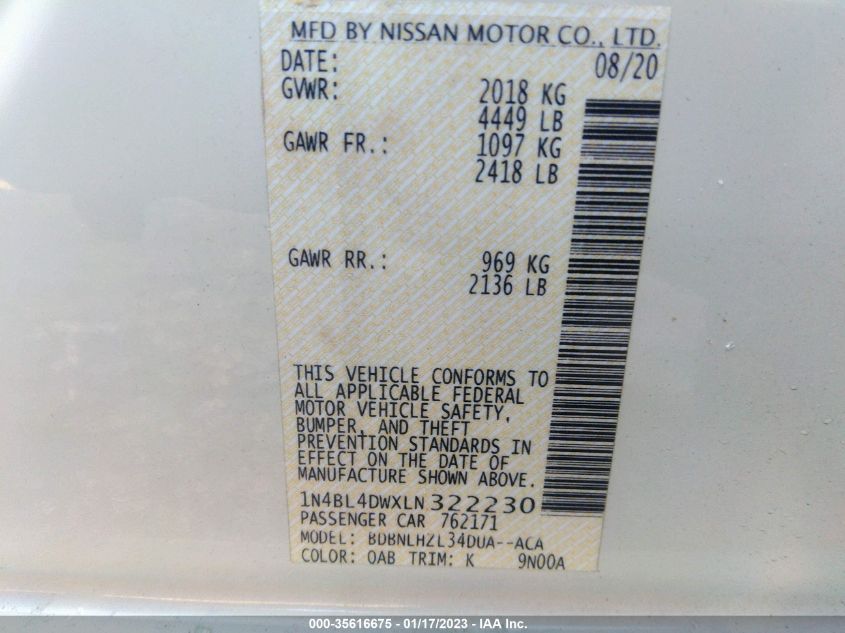 MFD BY NISSAN MOTOR CO., LTD.
DATE: 08/20
GVWR: 2018 KG
4449 LB
GAWR FR.: 1097 KG
2418 LB
GAWR RR.: 969 KG
2136 LB
THIS VEHICLE CONFORMS TO
ALL APPLICABLE FEDERAL
MOTOR VEHICLE SAFETY,
BUMPER, AND THEFT
PREVENTION STANDARDS IN
EFFECT ON THE DATE OF
MANUFACTURE SHOWN ABOVE.
1N4BL4DWXLN322230
PASSENGER CAR 762171
MODEL: BDBNLHZL34DUA--ACA
COLOR: QAB TRIM: K 9N00A
000-35616675 - 01/17/2023 - IAA Inc.